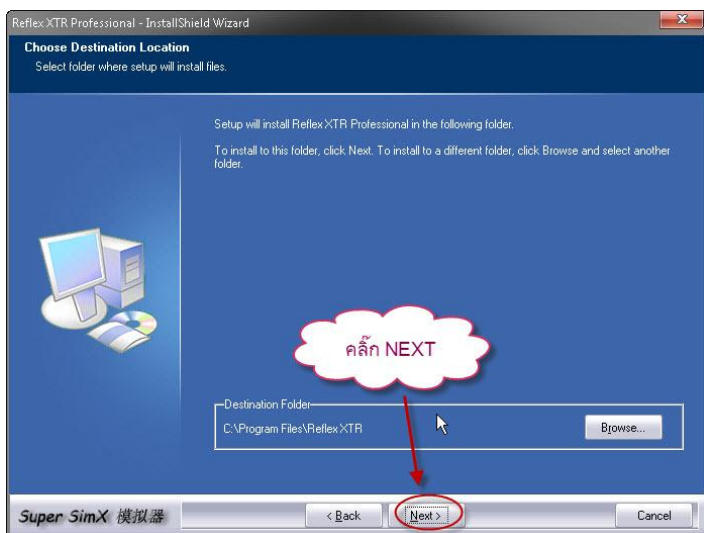 Reflex XTR Professional - InstallShield Wizard
Choose Destination Location
Select folder where setup will install files.
Setup will install Reflex XTR Professional in the following folder.
To install to this folder, click Next. To install to a different folder, click Browse and select another
folder.
คลิ๊ก NEXT
Destination Folder
C:\Program Files\Reflex XTR
Browse...
Super SimX 模拟器
< Back
Next >
Cancel